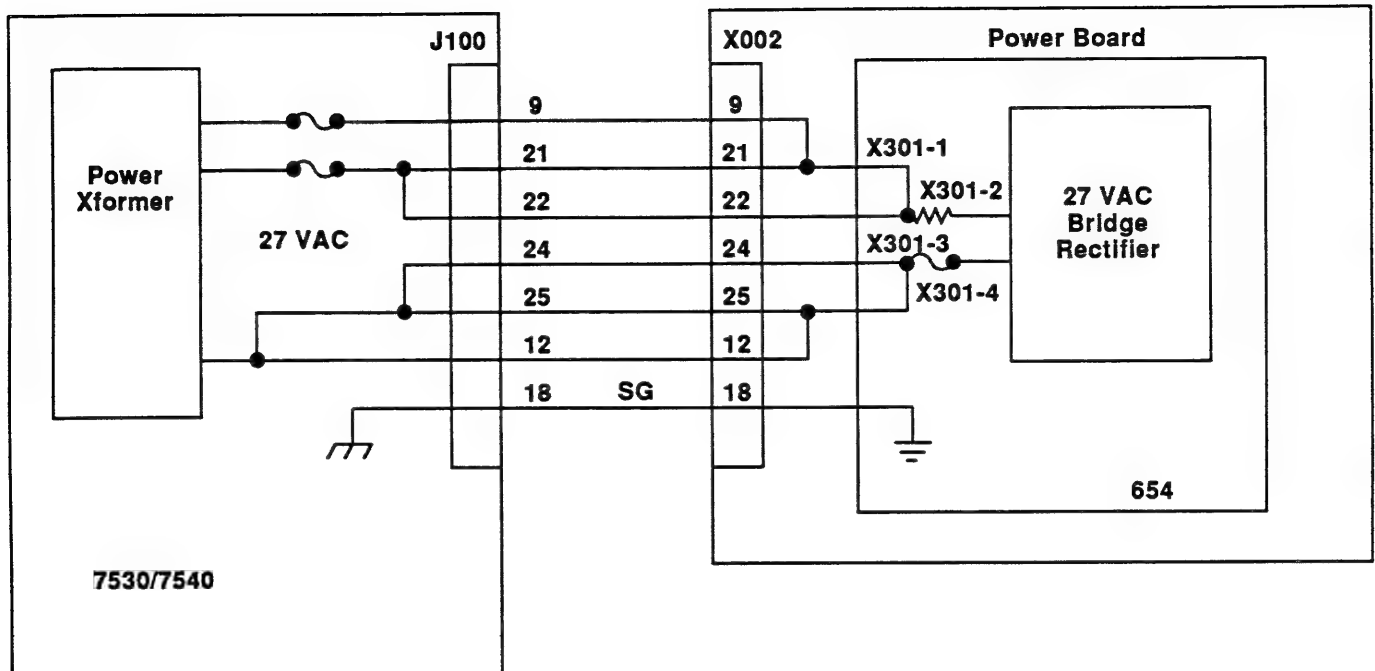 J100
X002
Power Board
9
9
21
21
X301-1
Power
Xformer
X301-2
22
22
27 VAC
Bridge
Rectifier
27 VAC
24
24
X301-3
25
25
X301-4
12
12
18
SG
18
654
7530/7540